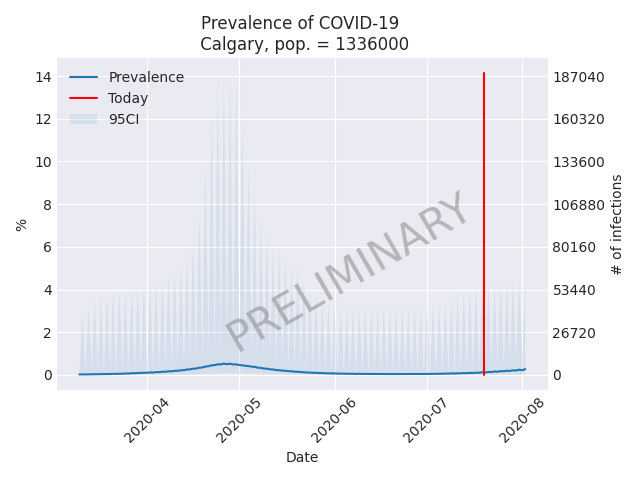 Prevalence of COVID-19
Calgary, pop. = 1336000
Prevalence
Today
95CI
14
12
10
8
6
4
2
0
%
187040
160320
133600
106880
80160
53440
26720
0
# of infections
PRELIMINARY
2020-04
2020-05
2020-06
2020-07
2020-08
Date